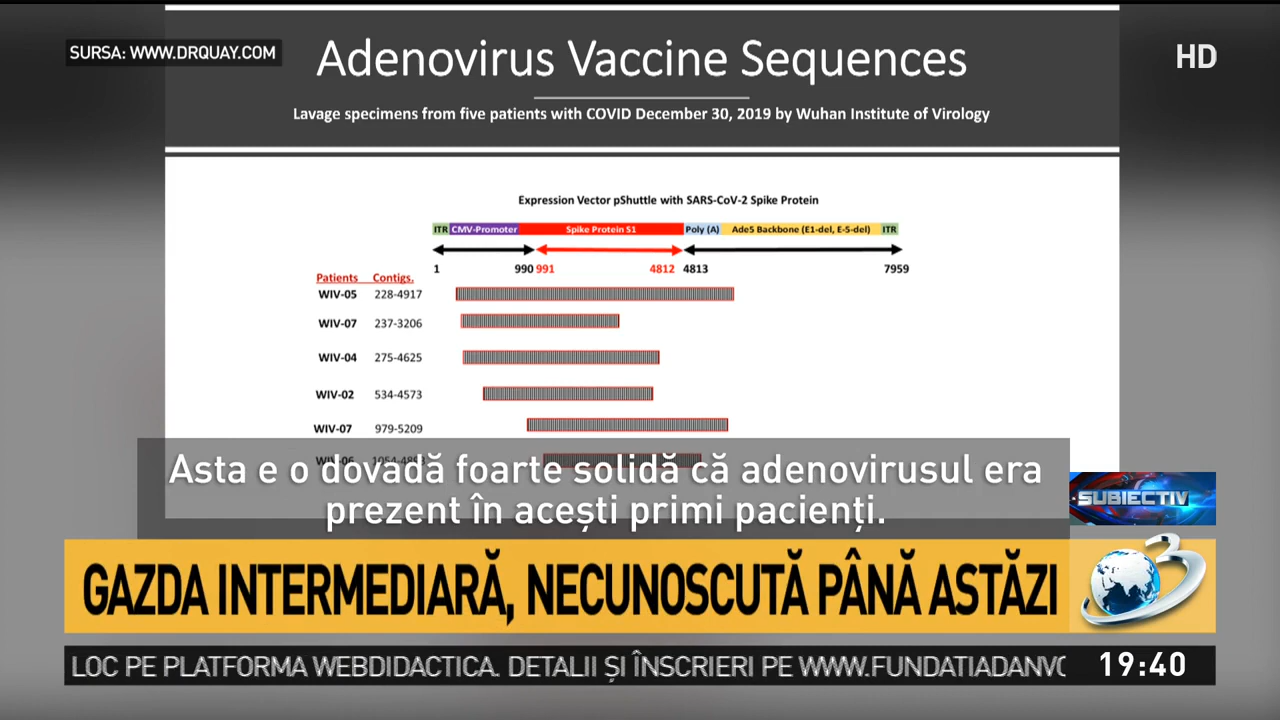 SURSA: WWW.DRQUAY.COM
HD
Adenovirus Vaccine Sequences
Lavage specimens from five patients with COVID December 30, 2019 by Wuhan Institute of Virology
Expression Vector pShuttle with SARS-CoV-2 Spike Protein
ITR CMV-Promoter Spike Protein S1 Poly (A) Ade5 Backbone (E1-del, E-5-del) ITR
1 990 991 4812 4813 7959
Patients Contigs.
WIV-05 228-4917
WIV-07 237-3206
WIV-04 275-4625
WIV-02 534-4573
WIV-07 979-5209
Asta e o dovadă foarte solidă că adenovirusul era
prezent în acești primi pacienți.
SUBIECTIV
GAZDA INTERMEDIARĂ, NECUNOSCUTĂ PÂNĂ ASTĂZI
3
LOC PE PLATFORMA WEBDIDACTICA. DETALII ȘI ÎNSCRIERI PE WWW.FUNDATIADANVO
19:40